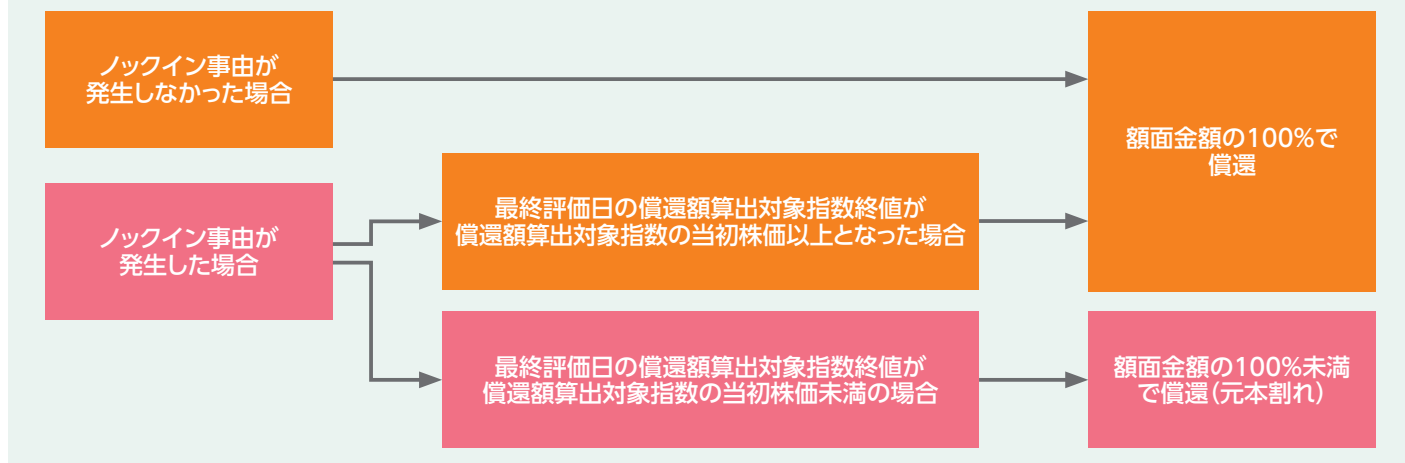 ノックイン事由が
発生しなかった場合
額面金額の100%で
償還
ノックイン事由が
発生した場合
最終評価日の償還額算出対象指数終値が
償還額算出対象指数の当初株価以上となった場合
最終評価日の償還額算出対象指数終値が
償還額算出対象指数の当初株価未満の場合
額面金額の100%未満
で償還(元本割れ)